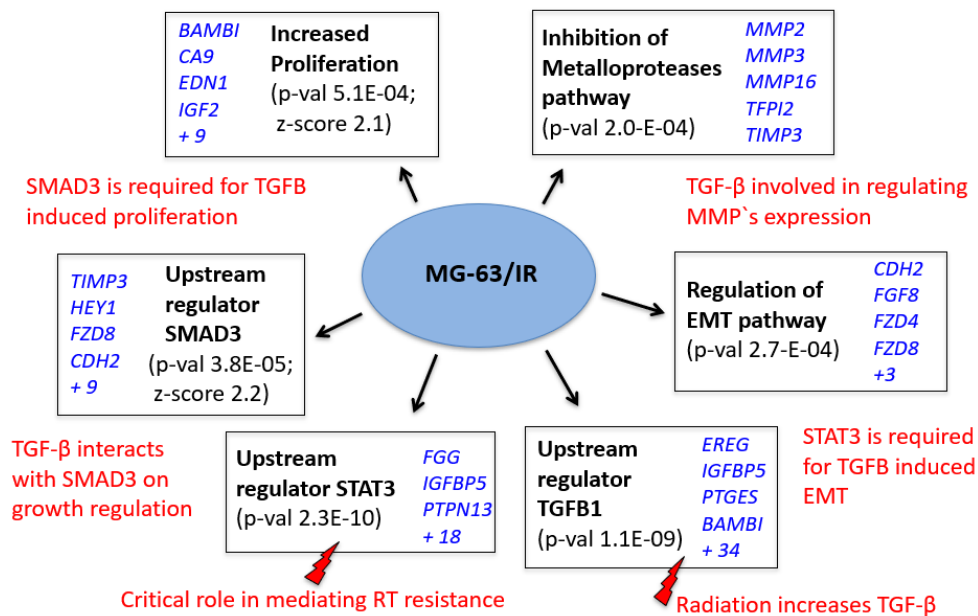 BAMBI
CA9
EDN1
IGF2
+ 9
Increased
Proliferation
(p-val 5.1E-04;
z-score 2.1)
Inhibition of
Metalloproteases
pathway
(p-val 2.0-E-04)
MMP2
MMP3
MMP16
TFPI2
TIMP3
SMAD3 is required for TGFB
induced proliferation
TGF-β involved in regulating
MMP`s expression
MG-63/IR
TIMP3
HEY1
FZD8
CDH2
+ 9
Upstream
regulator
SMAD3
(p-val 3.8E-05;
z-score 2.2)
Regulation of
EMT pathway
(p-val 2.7-E-04)
CDH2
FGF8
FZD4
FZD8
+3
TGF-β interacts
with SMAD3 on
growth regulation
Upstream
regulator STAT3
(p-val 2.3E-10)
FGG
IGFBP5
PTPN13
+ 18
Upstream
regulator
TGFB1
(p-val 1.1E-09)
EREG
IGFBP5
PTGES
BAMBI
+ 34
STAT3 is required
for TGFB induced
EMT
Critical role in mediating RT resistance
Radiation increases TGF-β